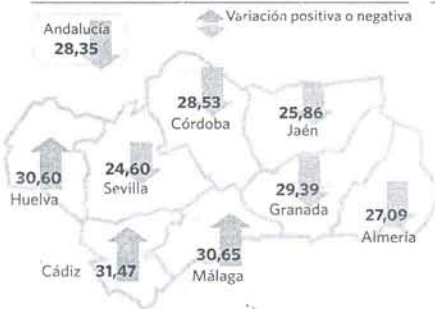 Variación positiva o negativa
Andalucía
28,35
28,53
Córdoba
25,86
Jaén
30,60
Huelva
24,60
Sevilla
29,39
Granada
27,09
Almería
Cádiz 31,47
30,65
Málaga